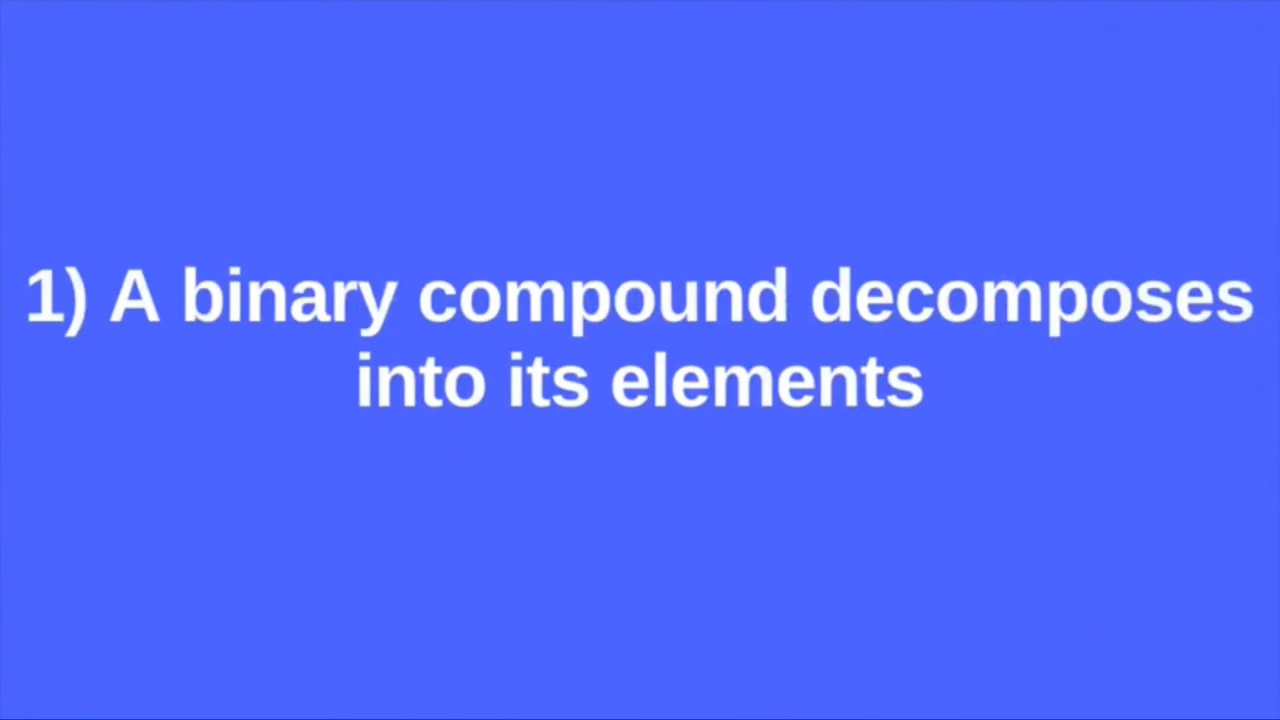 1) A binary compound decomposes
into its elements